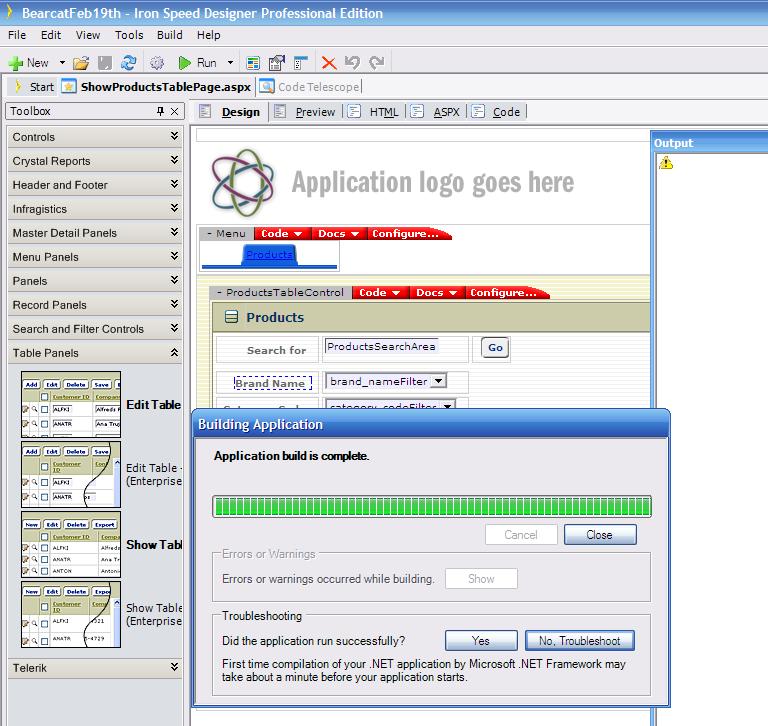 BearcatFeb19th - Iron Speed Designer Professional Edition
File Edit View Tools Build Help
New Run
Start ShowProductsTablePage.aspx Code Telescope
Toolbox
Design Preview HTML ASPX Code
Controls
Crystal Reports
Header and Footer
Infragistics
Master Detail Panels
Menu Panels
Panels
Record Panels
Search and Filter Controls
Table Panels
Add Edit Delete Save
Customer ID
ALFKI Alfreds
ANATR Ana Tru
Edit Table
Add Edit Delete Save
Customer ID
ALFKI
ANATR
Edit Table -
(Enterprise
New Edit Delete Export
Customer ID
ALFKI Alfreds
ANATR Ana Tr
ANTON Antoni
Show Tabl
New Edit Delete Expo
Customer ID
ALFKI 4321
ANATR 5-4729
Show Table
(Enterprise
Telerik
Output
Application logo goes here
- Menu Code Docs Configure...
Products
- ProductsTableControl Code Docs Configure...
Products
Search for ProductsSearchArea Go
Brand Name brand_nameFilter
category_codeFilter
Building Application
Application build is complete.
Cancel Close
Errors or Warnings
Errors or warnings occurred while building. Show
Troubleshooting
Did the application run successfully? Yes No, Troubleshoot
First time compilation of your .NET application by Microsoft .NET Framework may
take about a minute before your application starts.